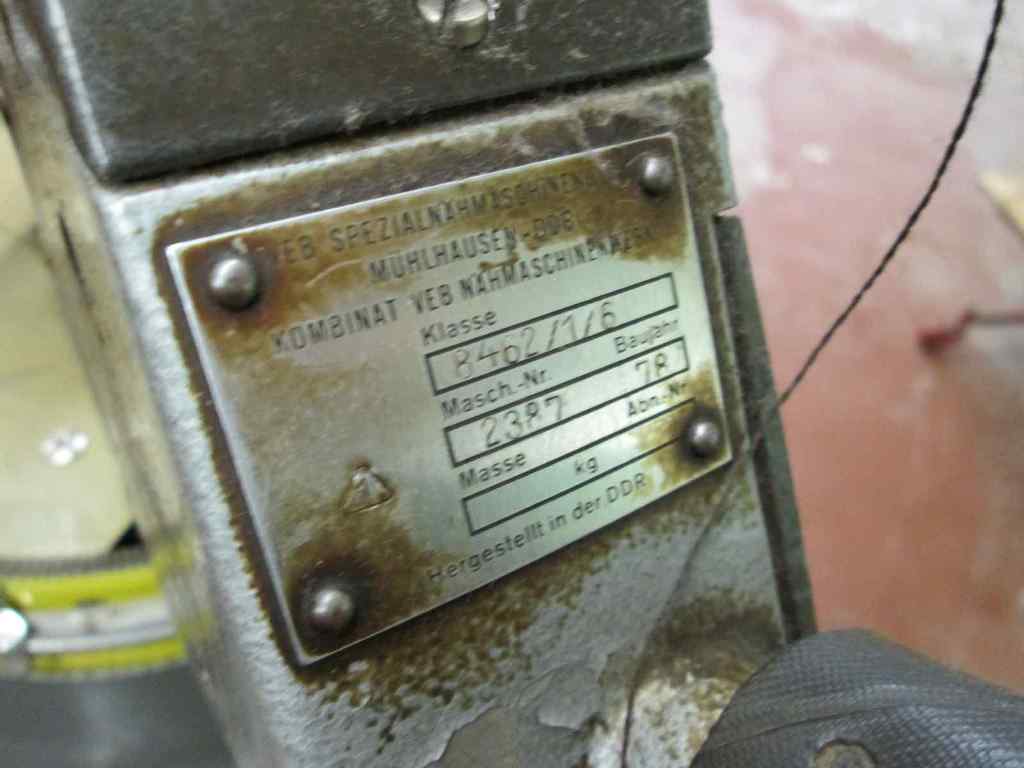 VEB SPEZIALNÄHMASCHINENWERK
MÜHLHAUSEN-DDR
KOMBINAT VEB NÄHMASCHINENWERK
Klasse
8462/1/6
Masch.-Nr. Baujahr
2387 78
Masse kg Abn.-Nr.
Hergestellt in der DDR